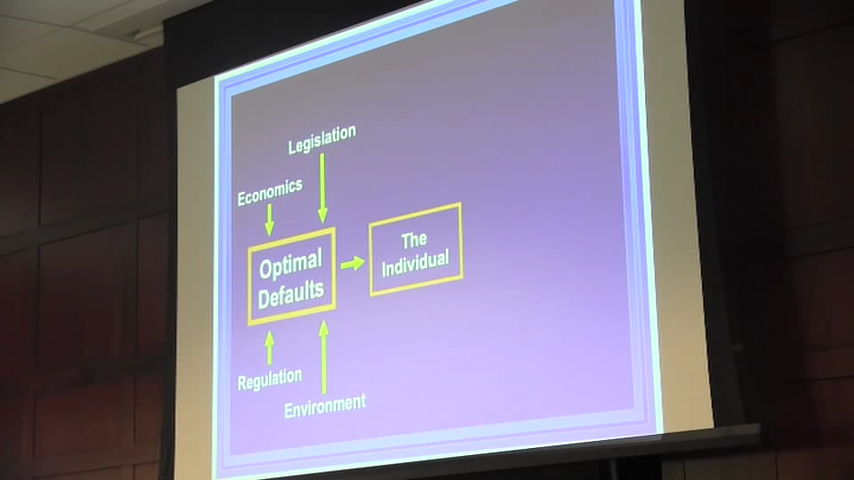 Legislation
Economics
Optimal
Defaults
The
Individual
Regulation
Environment